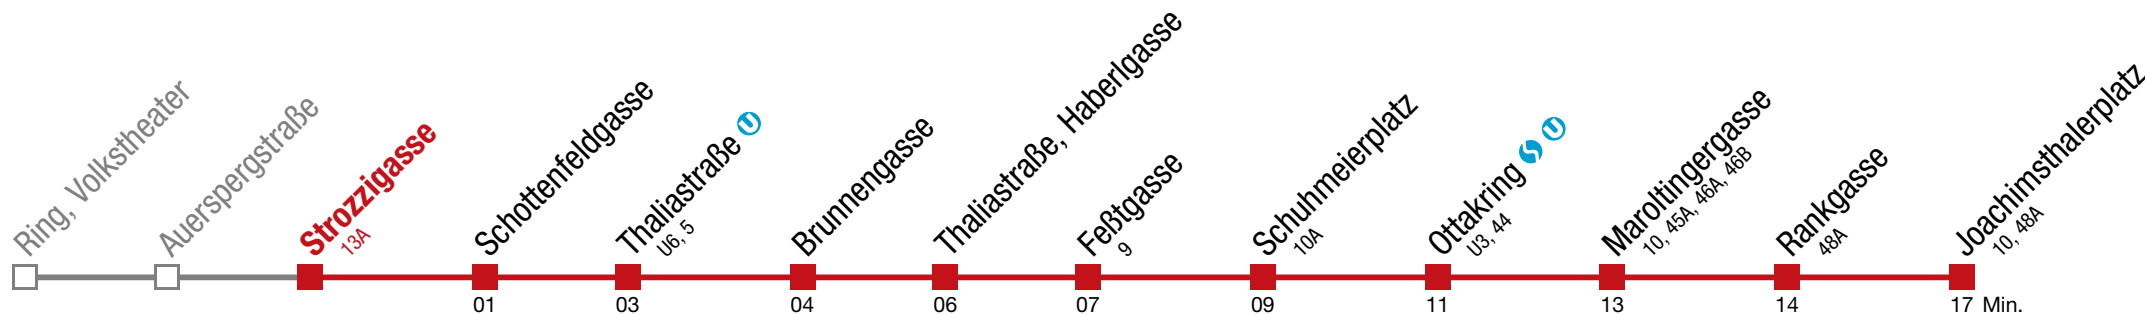 Ring, Volkstheater
Auerspergstraße
Strozzigasse
13A
Schottenfeldgasse
01
Thaliastraße U
U6, 5
03
Brunnengasse
04
Thaliastraße, Haberlgasse
06
Feßtgasse
9
07
Schuhmeierplatz
10A
09
Ottakring S U
U3, 44
11
Maroltingergasse
10, 45A, 46A, 46B
13
Rankgasse
48A
14
Joachimsthalerplatz
10, 48A
17 Min.